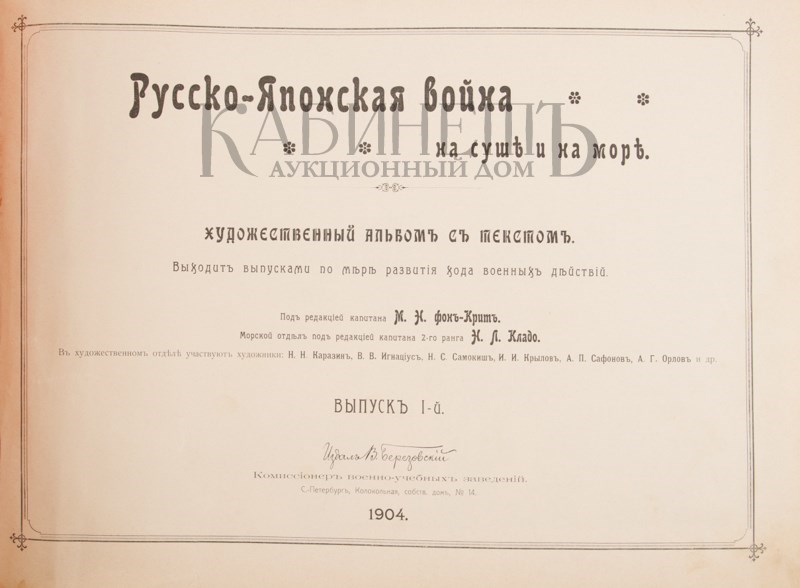 Русско-Японская война
КАБИНЕТЪ
на сушѣ и на морѣ.
АУКЦИОННЫЙ ДОМ
ХУДОЖЕСТВЕННЫЙ АЛЬБОМЪ СЪ ТЕКСТОМЪ.
Выходитъ выпусками по мѣрѣ развитія хода военныхъ дѣйствій.
Подъ редакціей капитана М. К. фонъ-Критъ.
Морской отдѣлъ подъ редакціей капитана 2-го ранга Н. Л. Кладо.
Въ художественномъ отдѣлѣ участвуютъ художники: Н. Н. Каразинъ, В. В. Игнаціусъ, Н. С. Самокишъ, И. И. Крыловъ, А. П. Сафоновъ, А. Г. Орловъ и др.
ВЫПУСКЪ I-й.
Издалъ В. Березовскій
Комиссіонеръ военно-учебныхъ заведеній.
С.-Петербургъ, Колокольная, собств. домъ, № 14.
1904.